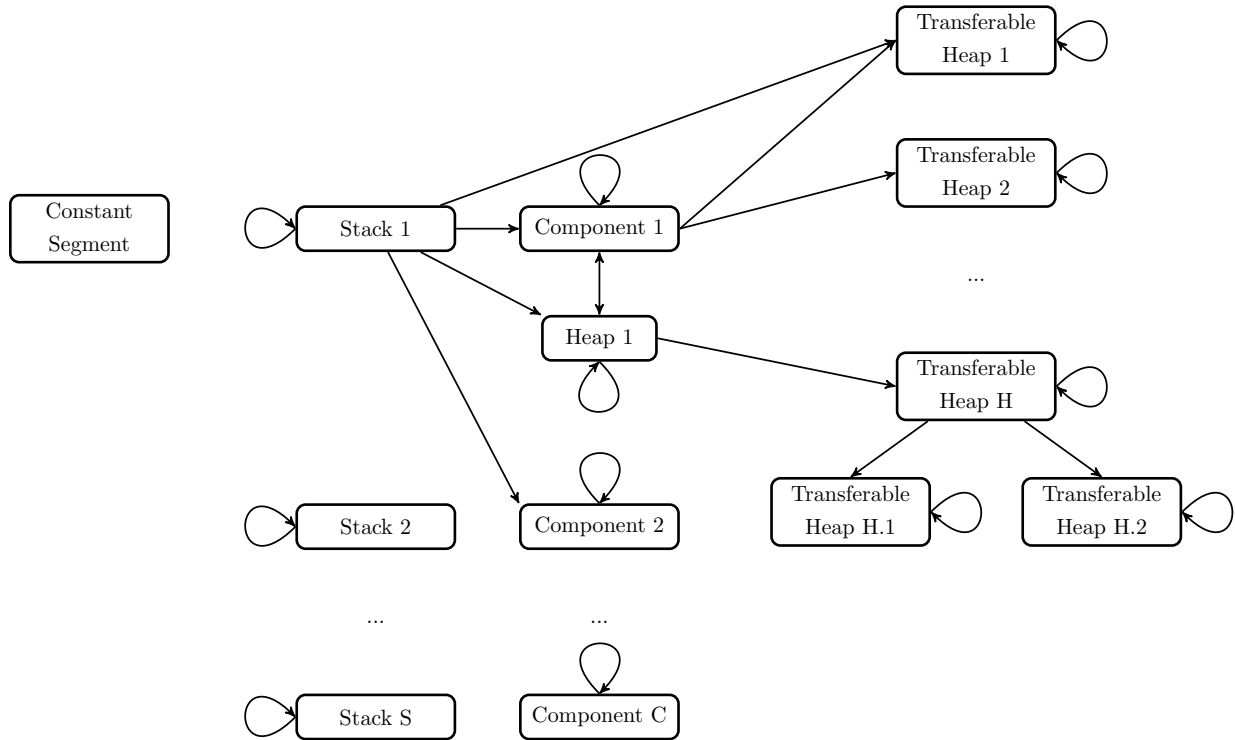 Transferable
Heap 1
Transferable
Heap 2
Constant
Segment
Stack 1
Component 1
...
Heap 1
Transferable
Heap H
Transferable
Heap H.1
Transferable
Heap H.2
Stack 2
Component 2
...
...
Stack S
Component C